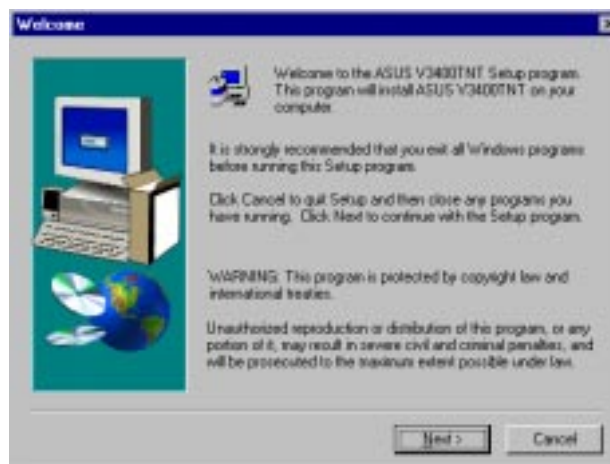 Welcome
Welcome to the ASUS V3400TNT Setup program.
This program will install ASUS V3400TNT on your
computer.
It is strongly recommended that you exit all Windows programs
before running this Setup program.
Click Cancel to quit Setup and then close any programs you
have running. Click Next to continue with the Setup program.
WARNING: This program is protected by copyright law and
international treaties.
Unauthorized reproduction or distribution of this program, or any
portion of it, may result in severe civil and criminal penalties, and
will be prosecuted to the maximum extent possible under law.
Next >
Cancel